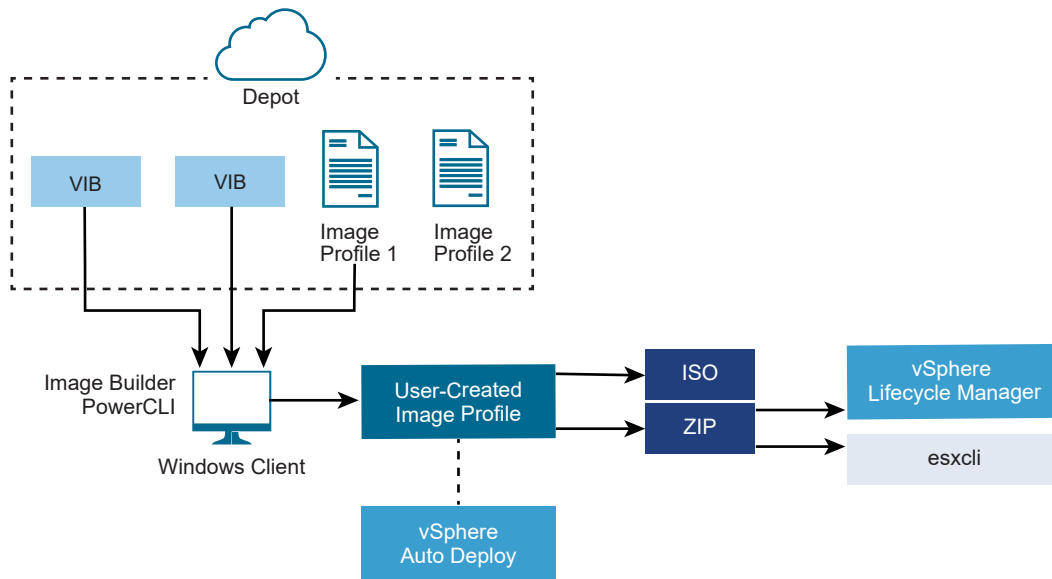 Depot
VIB
VIB
Image
Profile 1
Image
Profile 2
Image Builder
PowerCLI
Windows Client
User-Created
Image Profile
ISO
ZIP
vSphere
Lifecycle Manager
esxcli
vSphere
Auto Deploy